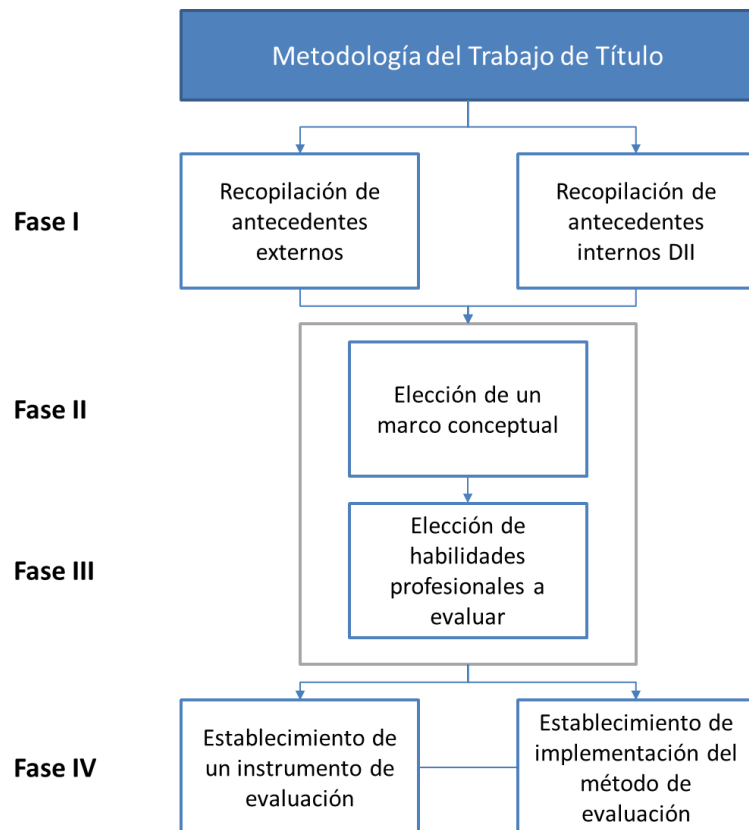 Metodología del Trabajo de Título
Fase I
Recopilación de
antecedentes
externos
Recopilación de
antecedentes
internos DII
Fase II
Elección de un
marco conceptual
Fase III
Elección de
habilidades
profesionales a
evaluar
Fase IV
Establecimiento de
un instrumento de
evaluación
Establecimiento de
implementación del
método de
evaluación